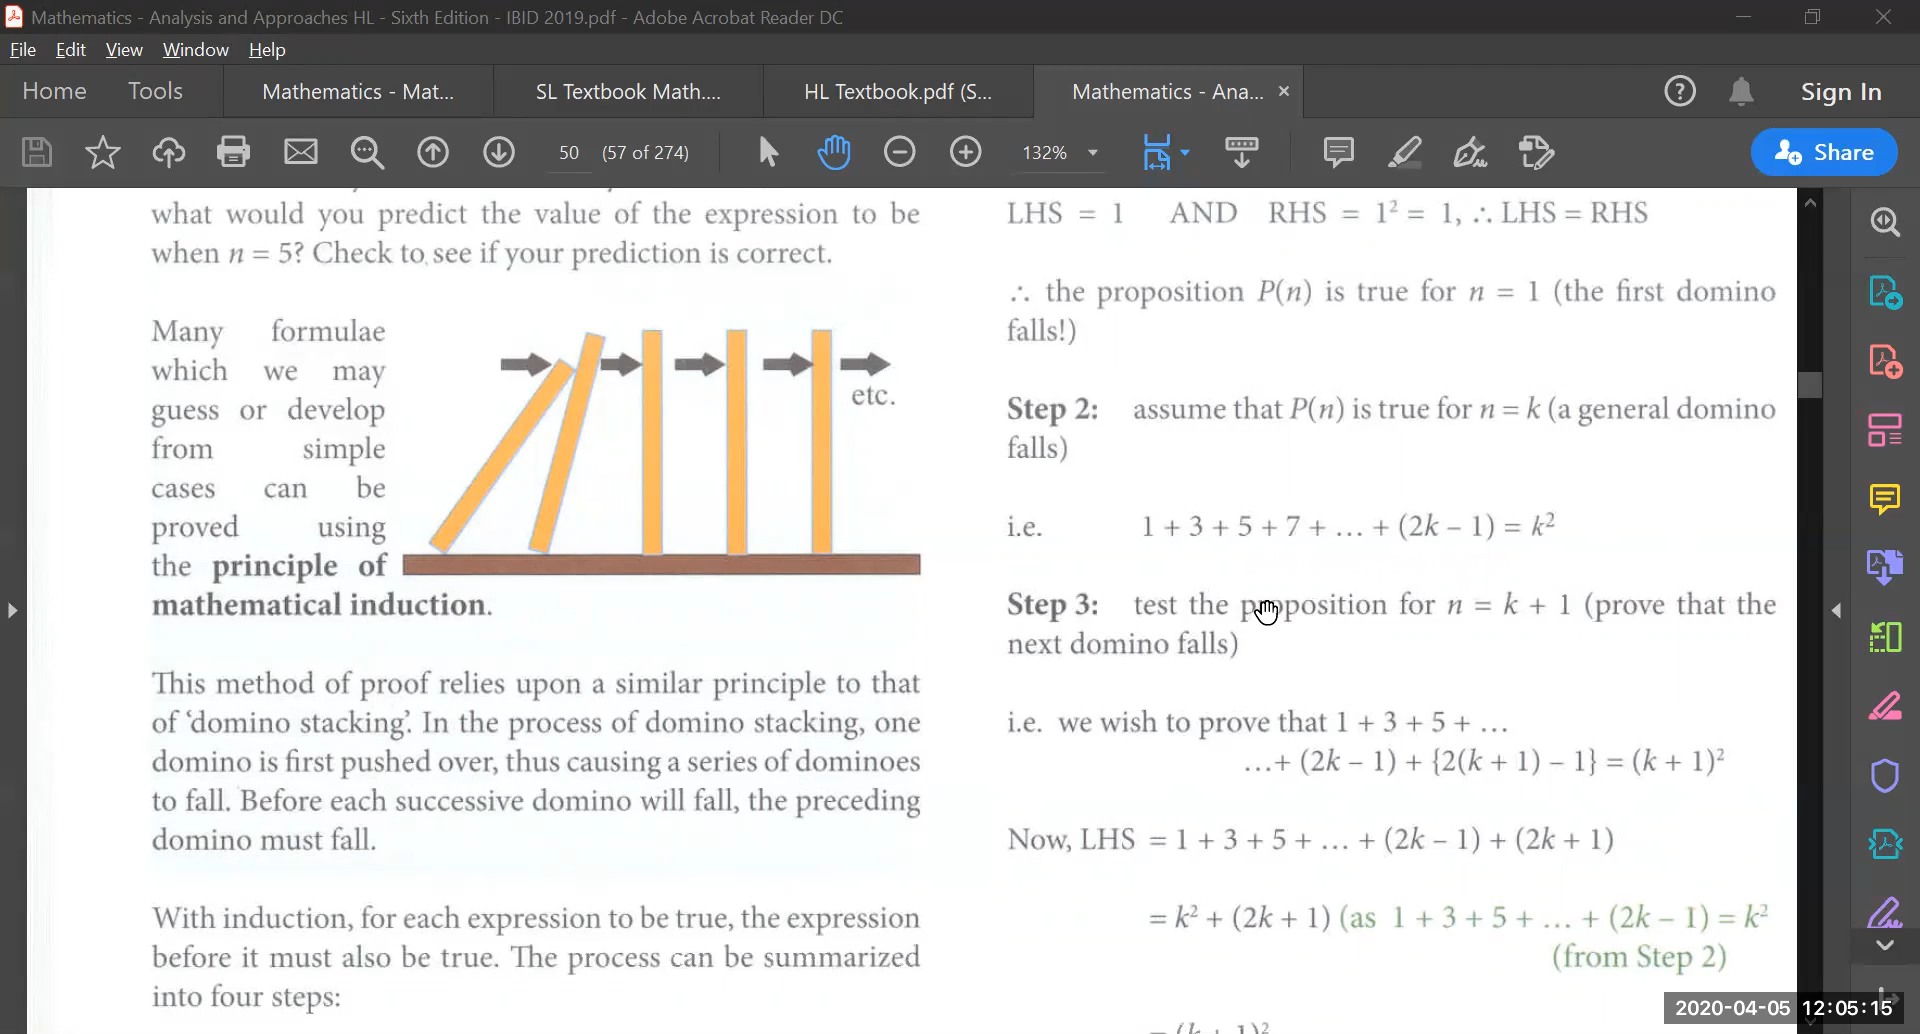 Mathematics - Analysis and Approaches HL - Sixth Edition - IBID 2019.pdf - Adobe Acrobat Reader DC
File Edit View Window Help
Home Tools Mathematics - Mat... SL Textbook Math.... HL Textbook.pdf (S... Mathematics - Ana... × Sign In
50 (57 of 274) 132% Share
what would you predict the value of the expression to be
when n = 5? Check to see if your prediction is correct.
Many formulae
which we may
guess or develop
from simple
cases can be
proved using
the principle of
mathematical induction.
etc.
This method of proof relies upon a similar principle to that
of ‘domino stacking’. In the process of domino stacking, one
domino is first pushed over, thus causing a series of dominoes
to fall. Before each successive domino will fall, the preceding
domino must fall.
With induction, for each expression to be true, the expression
before it must also be true. The process can be summarized
into four steps:
LHS = 1 AND RHS = 1² = 1, ∴ LHS = RHS
∴ the proposition P(n) is true for n = 1 (the first domino
falls!)
Step 2: assume that P(n) is true for n = k (a general domino
falls)
i.e. 1 + 3 + 5 + 7 + … + (2k – 1) = k²
Step 3: test the proposition for n = k + 1 (prove that the
next domino falls)
i.e. we wish to prove that 1 + 3 + 5 + …
…+ (2k – 1) + {2(k + 1) – 1} = (k + 1)²
Now, LHS = 1 + 3 + 5 + … + (2k – 1) + (2k + 1)
= k² + (2k + 1) (as 1 + 3 + 5 + … + (2k – 1) = k²
(from Step 2)
2020-04-05 12:05:15